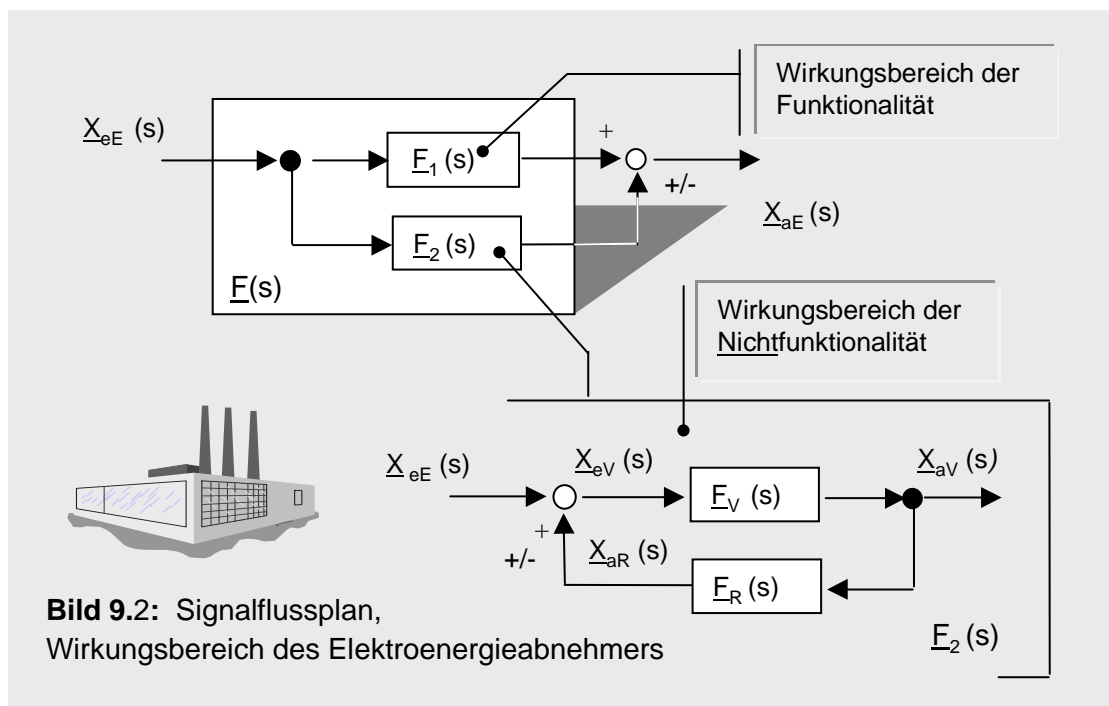 Wirkungsbereich der
Funktionalität
X_eE (s)
F_1 (s)
+
+/-
X_aE (s)
F_2 (s)
F(s)
Wirkungsbereich der
Nichtfunktionalität
X_eE (s)
X_eV (s)
F_V (s)
X_aV (s)
+
+/-
X_aR (s)
F_R (s)
F_2 (s)
Bild 9.2: Signalflussplan,
Wirkungsbereich des Elektroenergieabnehmers